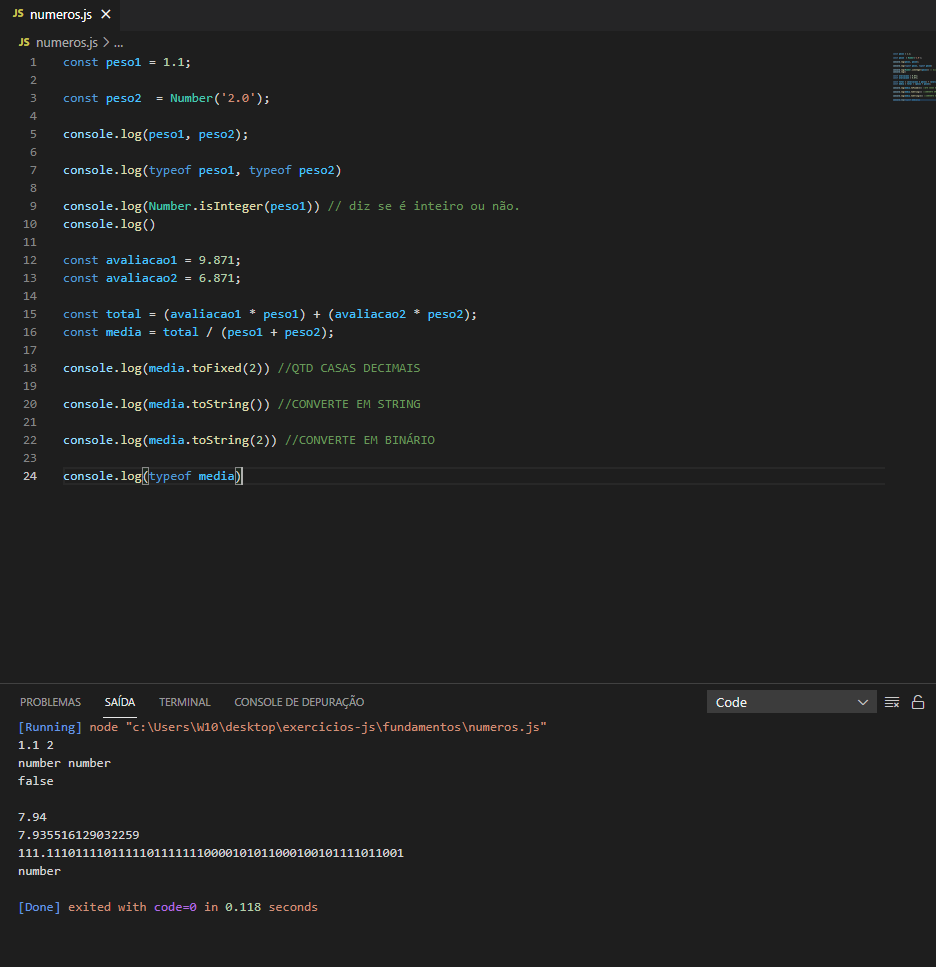 JS numeros.js ×
JS numeros.js > ...
1 const peso1 = 1.1;
2
3 const peso2  = Number('2.0');
4
5 console.log(peso1, peso2);
6
7 console.log(typeof peso1, typeof peso2)
8
9 console.log(Number.isInteger(peso1)) // diz se é inteiro ou não.
10 console.log()
11
12 const avaliacao1 = 9.871;
13 const avaliacao2 = 6.871;
14
15 const total = (avaliacao1 * peso1) + (avaliacao2 * peso2);
16 const media = total / (peso1 + peso2);
17
18 console.log(media.toFixed(2)) //QTD CASAS DECIMAIS
19
20 console.log(media.toString()) //CONVERTE EM STRING
21
22 console.log(media.toString(2)) //CONVERTE EM BINÁRIO
23
24 console.log(typeof media)
PROBLEMAS SAÍDA TERMINAL CONSOLE DE DEPURAÇÃO Code
[Running] node "c:\Users\W10\desktop\exercicios-js\fundamentos\numeros.js"
1.1 2
number number
false
7.94
7.935516129032259
111.11101111011111011111110000101011000100101111011001
number
[Done] exited with code=0 in 0.118 seconds